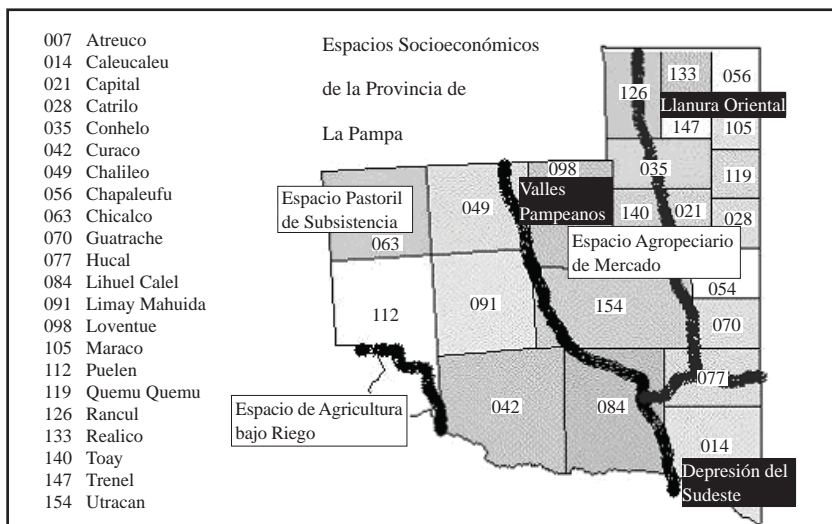 007 Atreuco
014 Caleucaleu
021 Capital
028 Catrilo
035 Conhelo
042 Curaco
049 Chalileo
056 Chapaleufu
063 Chicalco
070 Guatrache
077 Hucal
084 Lihuel Calel
091 Limay Mahuida
098 Loventue
105 Maraco
112 Puelen
119 Quemu Quemu
126 Rancul
133 Realico
140 Toay
147 Trenel
154 Utracan
Espacios Socioeconómicos
de la Provincia de
La Pampa
133
056
126
Llanura Oriental
147
105
098
035
119
Espacio Pastoril
de Subsistencia
063
049
Valles
Pampeanos
140
021
028
Espacio Agropeciario
de Mercado
054
112
091
154
070
077
Espacio de Agricultura
bajo Riego
042
084
014
Depresión del
Sudeste